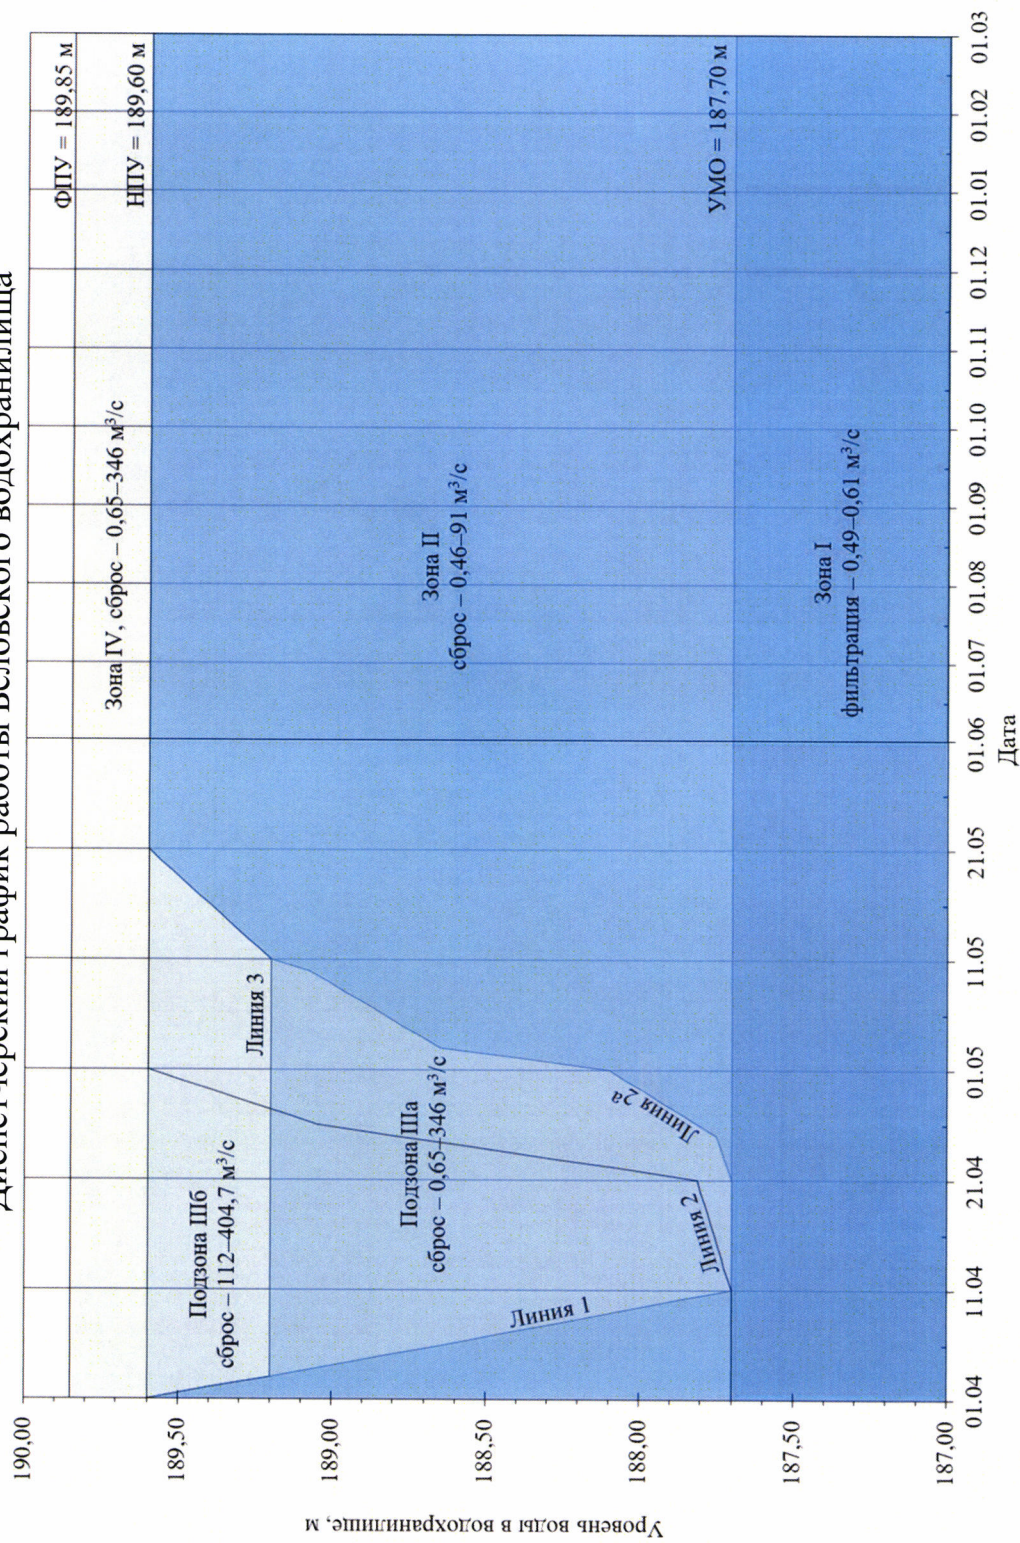 Диспетчерский график работы Беловского водохранилища
ФПУ = 189,85 м
НПУ = 189,60 м
Зона IV, сброс – 0,65–346 м³/с
Подзона IIIб
сброс – 112–404,7 м³/с
Линия 3
Подзона IIIа
сброс – 0,65–346 м³/с
Зона II
сброс – 0,46–91 м³/с
Линия 1
Линия 2
Линия 2а
УМО = 187,70 м
Зона I
фильтрация – 0,49–0,61 м³/с
Уровень воды в водохранилище, м
190,00
189,50
189,00
188,50
188,00
187,50
187,00
01.04
11.04
21.04
01.05
11.05
21.05
01.06
01.07
01.08
01.09
01.10
01.11
01.12
01.01
01.02
01.03
Дата